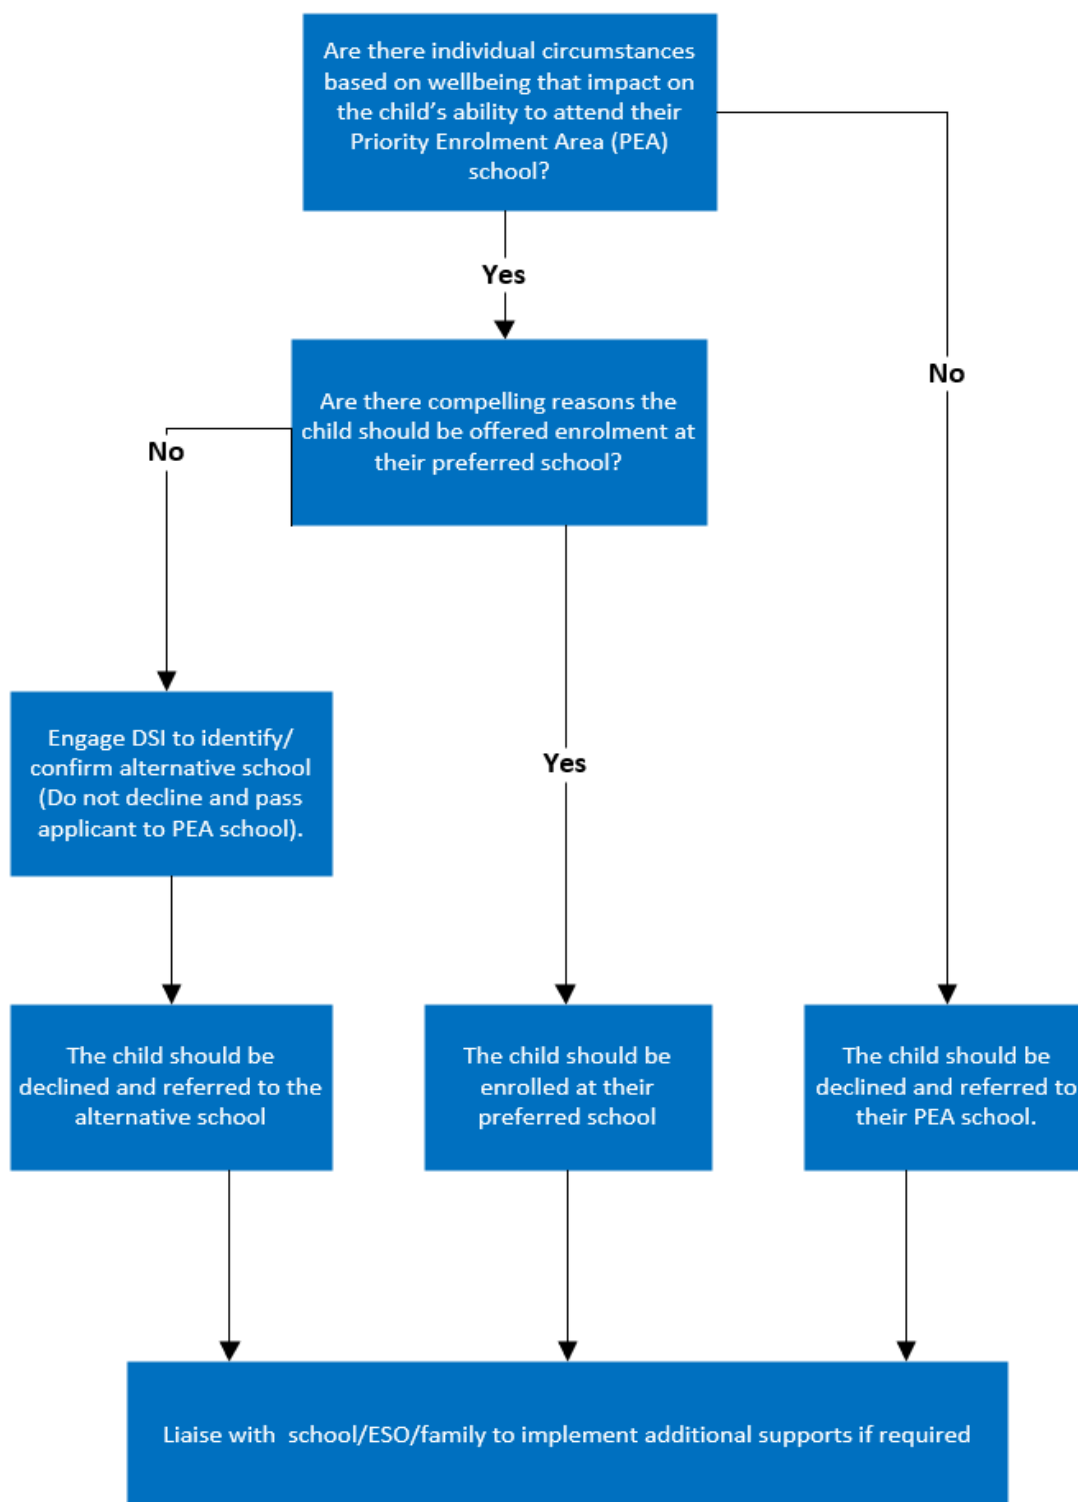 Are there individual circumstances
based on wellbeing that impact on
the child’s ability to attend their
Priority Enrolment Area (PEA)
school?
Yes
No
Are there compelling reasons the
child should be offered enrolment at
their preferred school?
No
Yes
Engage DSI to identify/
confirm alternative school
(Do not decline and pass
applicant to PEA school).
The child should be
declined and referred to the
alternative school
The child should be
enrolled at their
preferred school
The child should be
declined and referred to
their PEA school.
Liaise with  school/ESO/family to implement additional supports if required